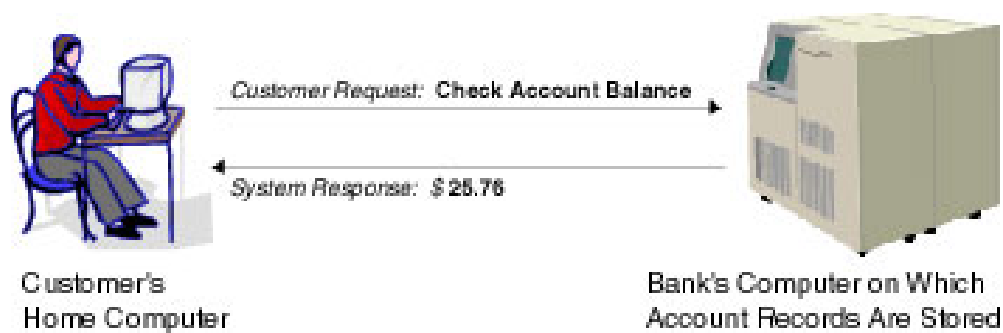 Customer Request: Check Account Balance
System Response: $ 25.76
Customer's
Home Computer
Bank's Computer on Which
Account Records Are Stored